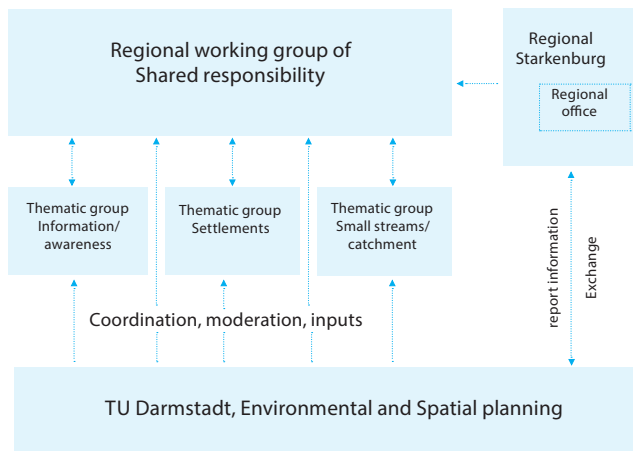 Regional working group of
Shared responsibility
Regional
Starkenburg
Regional
office
Thematic group
Information/
awareness
Thematic group
Settlements
Thematic group
Small streams/
catchment
report information
Exchange
Coordination, moderation, inputs
TU Darmstadt, Environmental and Spatial planning